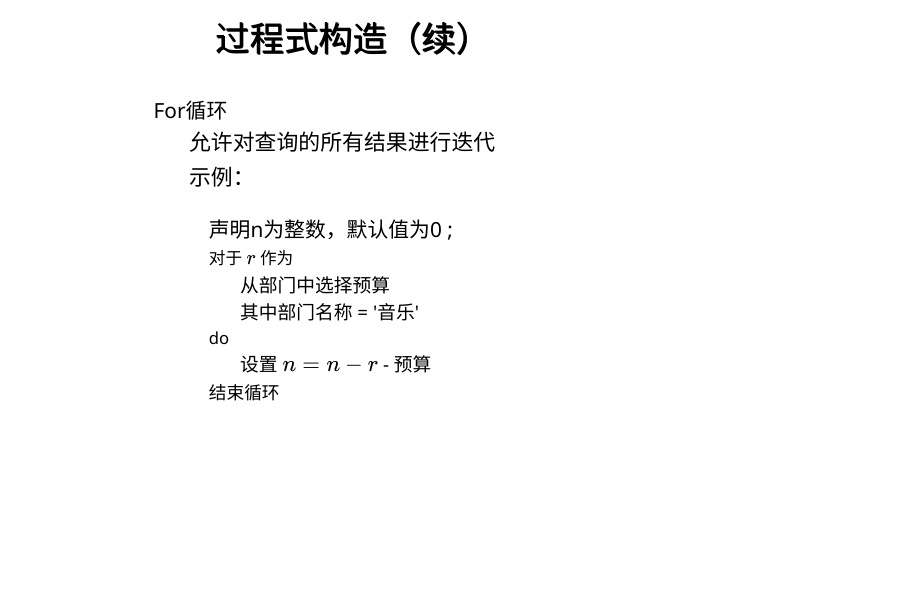 过程式构造（续）
For循环
允许对查询的所有结果进行迭代
示例：
声明n为整数，默认值为0 ;
对于 r 作为
从部门中选择预算
其中部门名称 = '音乐'
do
设置 n = n − r - 预算
结束循环